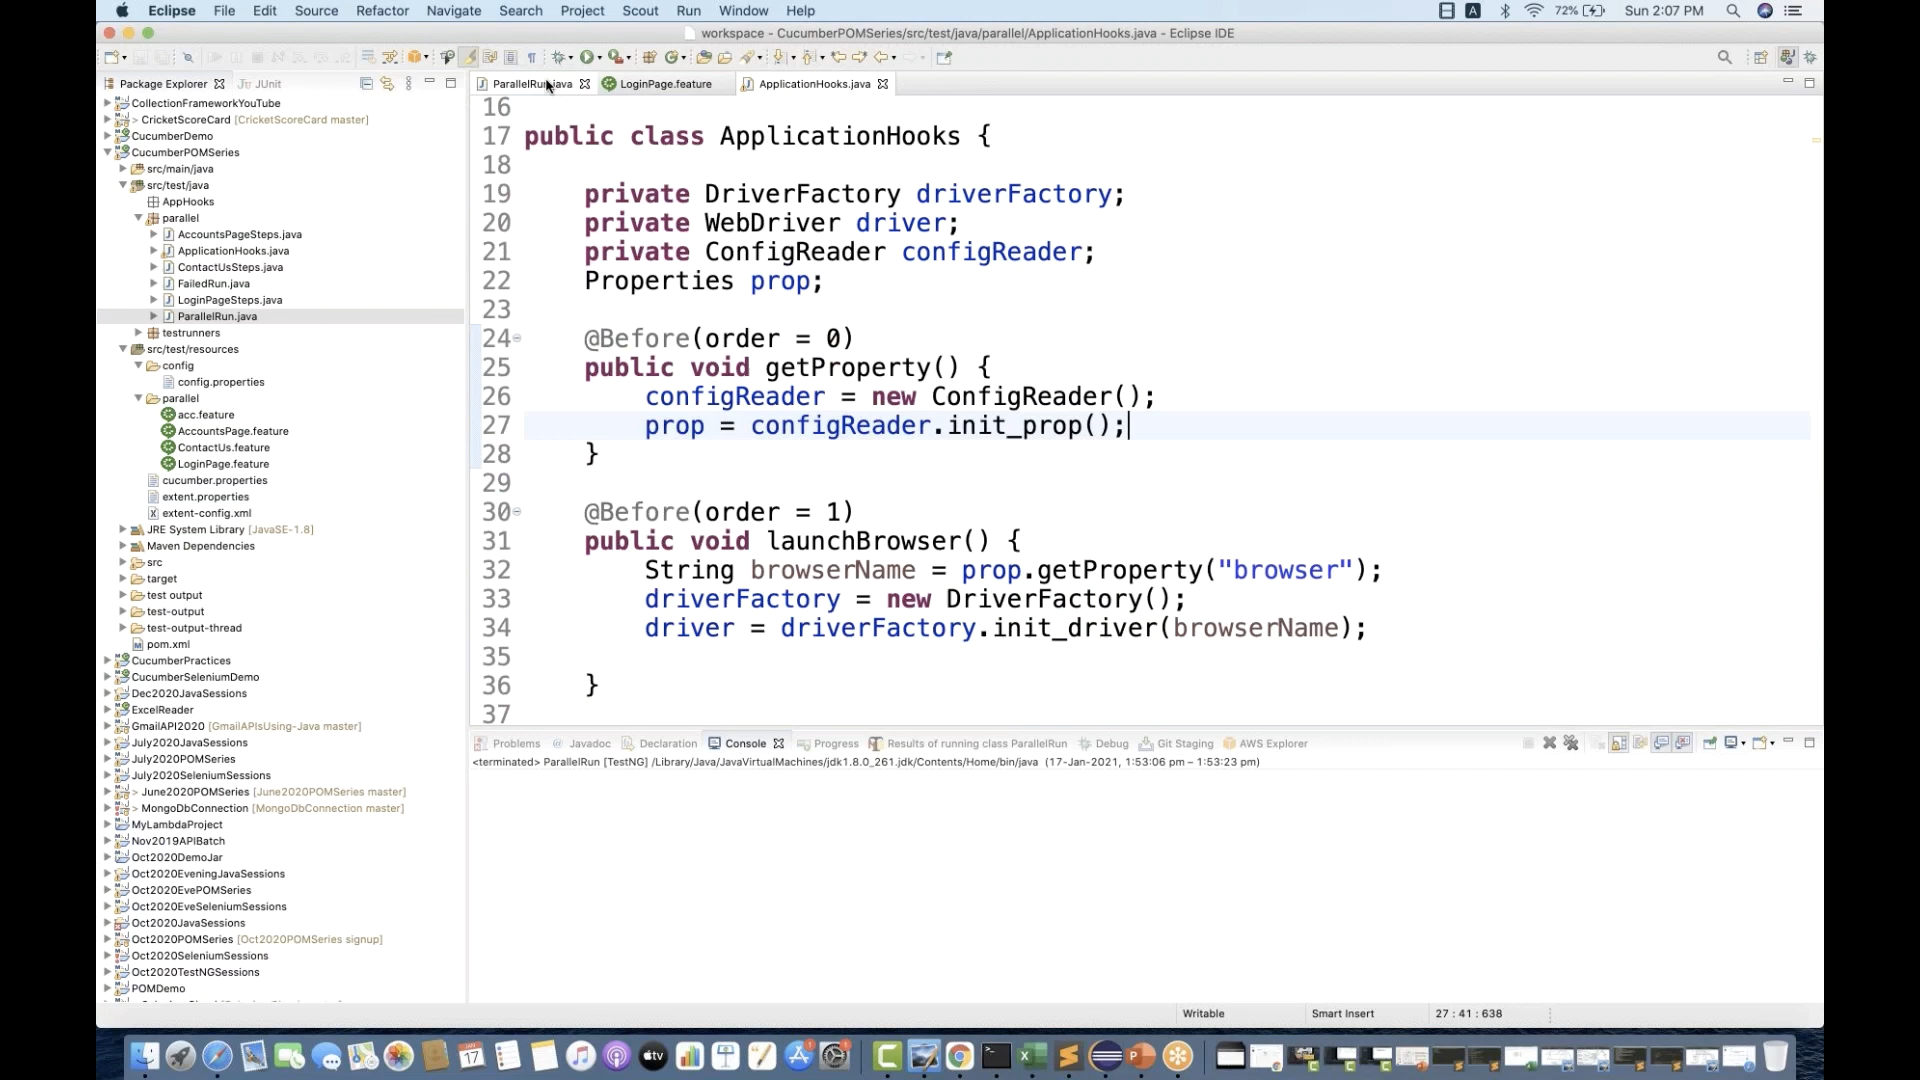 Eclipse File Edit Source Refactor Navigate Search Project Scout Run Window Help 72% Sun 2:07 PM
workspace - CucumberPOMSeries/src/test/java/parallel/ApplicationHooks.java - Eclipse IDE
Package Explorer JUnit
CollectionFrameworkYouTube
> CricketScoreCard [CricketScoreCard master]
CucumberDemo
CucumberPOMSeries
src/main/java
src/test/java
AppHooks
parallel
AccountsPageSteps.java
ApplicationHooks.java
ContactUsSteps.java
FailedRun.java
LoginPageSteps.java
ParallelRun.java
testrunners
src/test/resources
config
config.properties
parallel
acc.feature
AccountsPage.feature
ContactUs.feature
LoginPage.feature
cucumber.properties
extent.properties
extent-config.xml
JRE System Library [JavaSE-1.8]
Maven Dependencies
src
target
test output
test-output
test-output-thread
pom.xml
CucumberPractices
CucumberSeleniumDemo
Dec2020JavaSessions
ExcelReader
GmailAPI2020 [GmailAPIsUsing-Java master]
July2020JavaSessions
July2020POMSeries
July2020SeleniumSessions
> June2020POMSeries [June2020POMSeries master]
> MongoDbConnection [MongoDbConnection master]
MyLambdaProject
Nov2019APIBatch
Oct2020DemoJar
Oct2020EveningJavaSessions
Oct2020EvePOMSeries
Oct2020EveSeleniumSessions
Oct2020JavaSessions
Oct2020POMSeries [Oct2020POMSeries signup]
Oct2020SeleniumSessions
Oct2020TestNGSessions
POMDemo
ParallelRun.java LoginPage.feature ApplicationHooks.java
16
17 public class ApplicationHooks {
18
19 private DriverFactory driverFactory;
20 private WebDriver driver;
21 private ConfigReader configReader;
22 Properties prop;
23
24 @Before(order = 0)
25 public void getProperty() {
26 configReader = new ConfigReader();
27 prop = configReader.init_prop();
28 }
29
30 @Before(order = 1)
31 public void launchBrowser() {
32 String browserName = prop.getProperty("browser");
33 driverFactory = new DriverFactory();
34 driver = driverFactory.init_driver(browserName);
35
36 }
37
Problems Javadoc Declaration Console Progress Results of running class ParallelRun Debug Git Staging AWS Explorer
<terminated> ParallelRun [TestNG] /Library/Java/JavaVirtualMachines/jdk1.8.0_261.jdk/Contents/Home/bin/java (17-Jan-2021, 1:53:06 pm – 1:53:23 pm)
Writable Smart Insert 27 : 41 : 638
17
tv